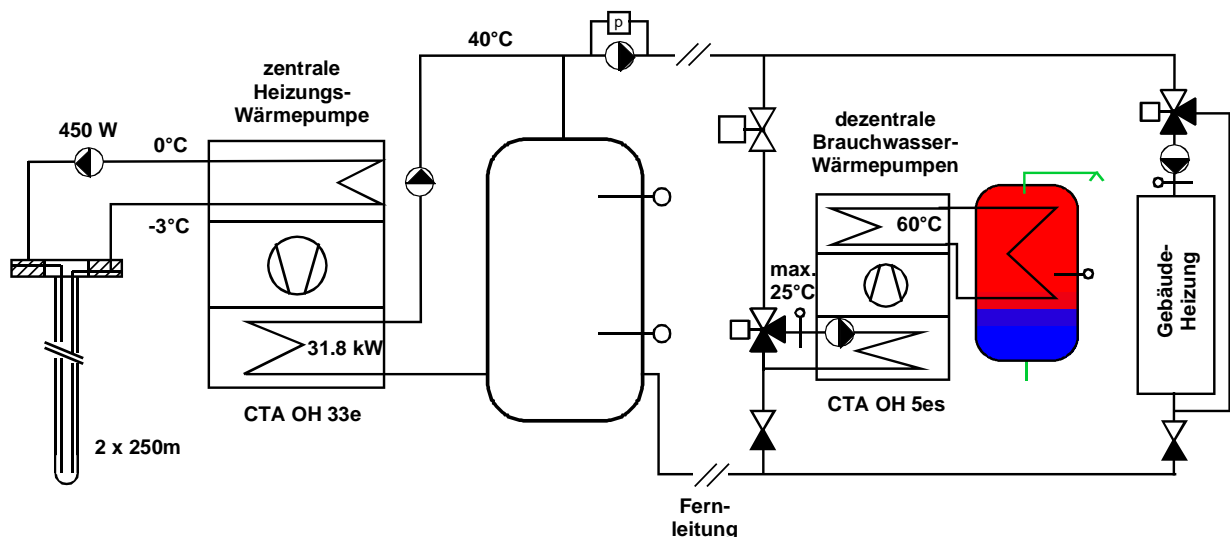 40°C
p
zentrale
Heizungs-
Wärmepumpe
450 W
0°C
-3°C
31.8 kW
CTA OH 33e
2 x 250m
dezentrale
Brauchwasser-
Wärmepumpen
60°C
max.
25°C
CTA OH 5es
Gebäude-
Heizung
Fern-
leitung